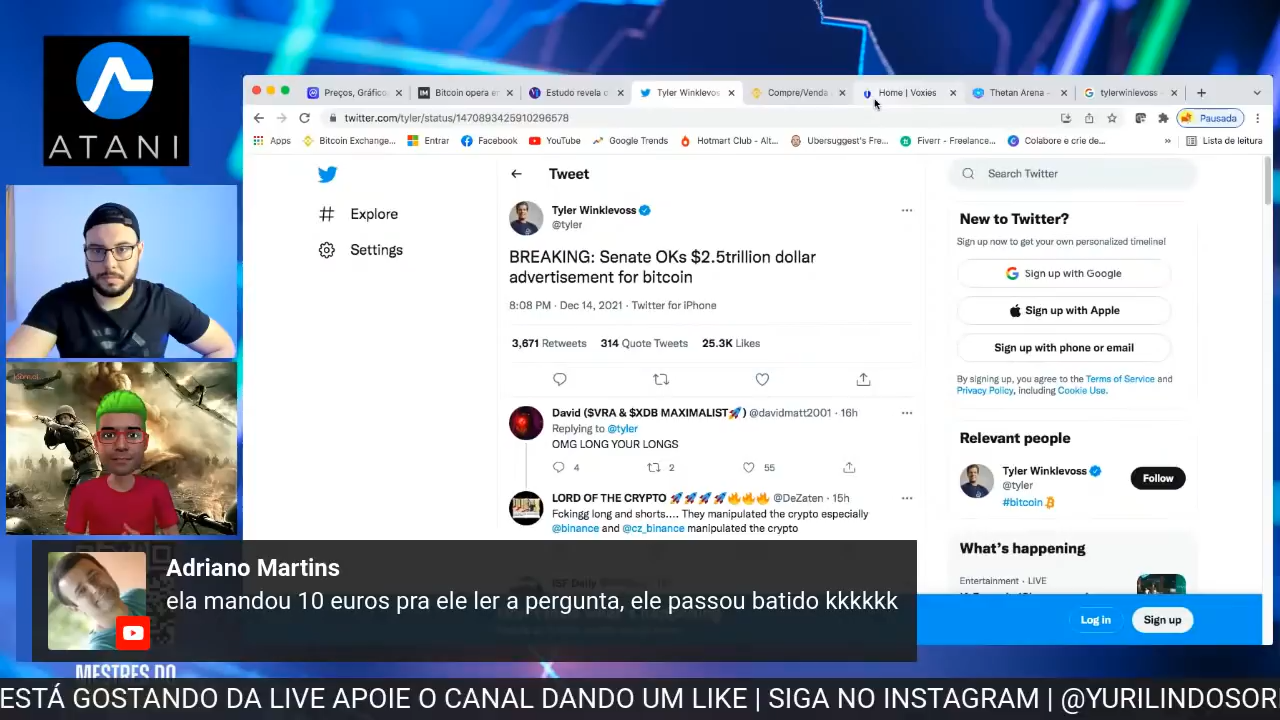 ATANI
Preços, Gráfico
Bitcoin opera e
Estudo revela
Tyler Winklevos
Compre/Venda
Home | Voxies
Thetan Arena -
tylerwinlevoss -
twitter.com/tyler/status/1470893425910296578
Pausada
Apps
Bitcoin Exchange...
Entrar
Facebook
YouTube
Google Trends
Hotmart Club - Alt...
Ubersuggest's Fre...
Fiverr - Freelance...
Colabore e crie de...
»
Lista de leitura
Explore
Settings
Tweet
Tyler Winklevoss
@tyler
BREAKING: Senate OKs $2.5trillion dollar
advertisement for bitcoin
8:08 PM · Dec 14, 2021 · Twitter for iPhone
3,671 Retweets 314 Quote Tweets 25.3K Likes
David ($VRA & $XDB MAXIMALIST🚀) @davidmatt2001 · 16h
Replying to @tyler
OMG LONG YOUR LONGS
4 2 55
LORD OF THE CRYPTO 🚀🚀🚀🚀🔥🔥🔥 @DeZaten · 15h
Fckingg long and shorts.... They manipulated the crypto especially
@binance and @cz_binance manipulated the crypto
Search Twitter
New to Twitter?
Sign up now to get your own personalized timeline!
Sign up with Google
Sign up with Apple
Sign up with phone or email
By signing up, you agree to the Terms of Service and
Privacy Policy, including Cookie Use.
Relevant people
Tyler Winklevoss
@tyler
Follow
#bitcoin
What's happening
Entertainment · LIVE
Log in
Sign up
Adriano Martins
ela mandou 10 euros pra ele ler a pergunta, ele passou batido kkkkkk
MESTRES DO
ESTÁ GOSTANDO DA LIVE APOIE O CANAL DANDO UM LIKE | SIGA NO INSTAGRAM | @YURILINDOSOR